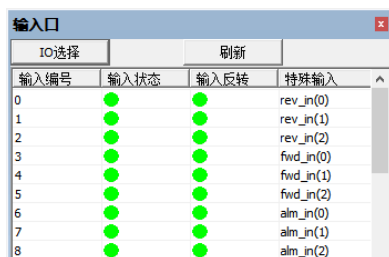 输入口
IO选择 刷新
输入编号 输入状态 输入反转 特殊输入
0 rev_in(0)
1 rev_in(1)
2 rev_in(2)
3 fwd_in(0)
4 fwd_in(1)
5 fwd_in(2)
6 alm_in(0)
7 alm_in(1)
8 alm_in(2)